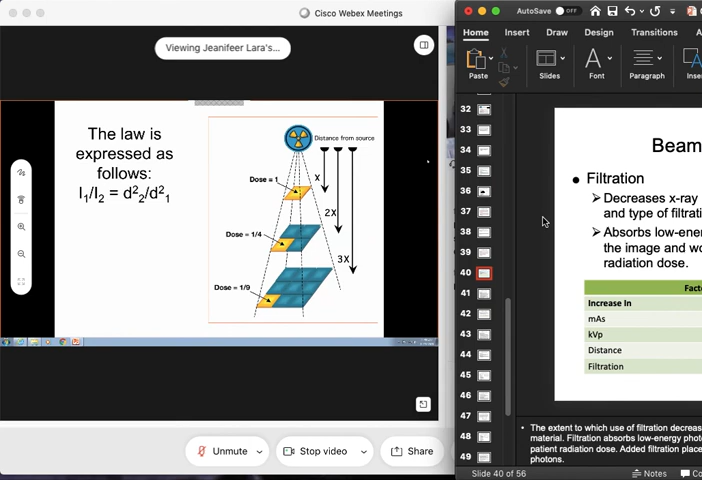 Cisco Webex Meetings
Viewing Jeanifeer Lara's...
The law is
expressed as
follows:
I₁/I₂ = d²₂/d²₁
Distance from source
X
Dose = 1
2X
Dose = 1/4
3X
Dose = 1/9
Unmute
Stop video
Share
AutoSave OFF
Home Insert Draw Design Transitions
Paste
Slides
Font
Paragraph
Inser
32
33
34
35
36
37
38
39
40
41
42
43
44
45
46
47
48
49
Beam
• Filtration
➤ Decreases x-ray
and type of filtrati
➤ Absorbs low-ener
the image and wo
radiation dose.
Facto
Increase In
mAs
kVp
Distance
Filtration
• The extent to which use of filtration decreas
material. Filtration absorbs low-energy photo
patient radiation dose. Added filtration place
photons.
Slide 40 of 56
Notes
Co